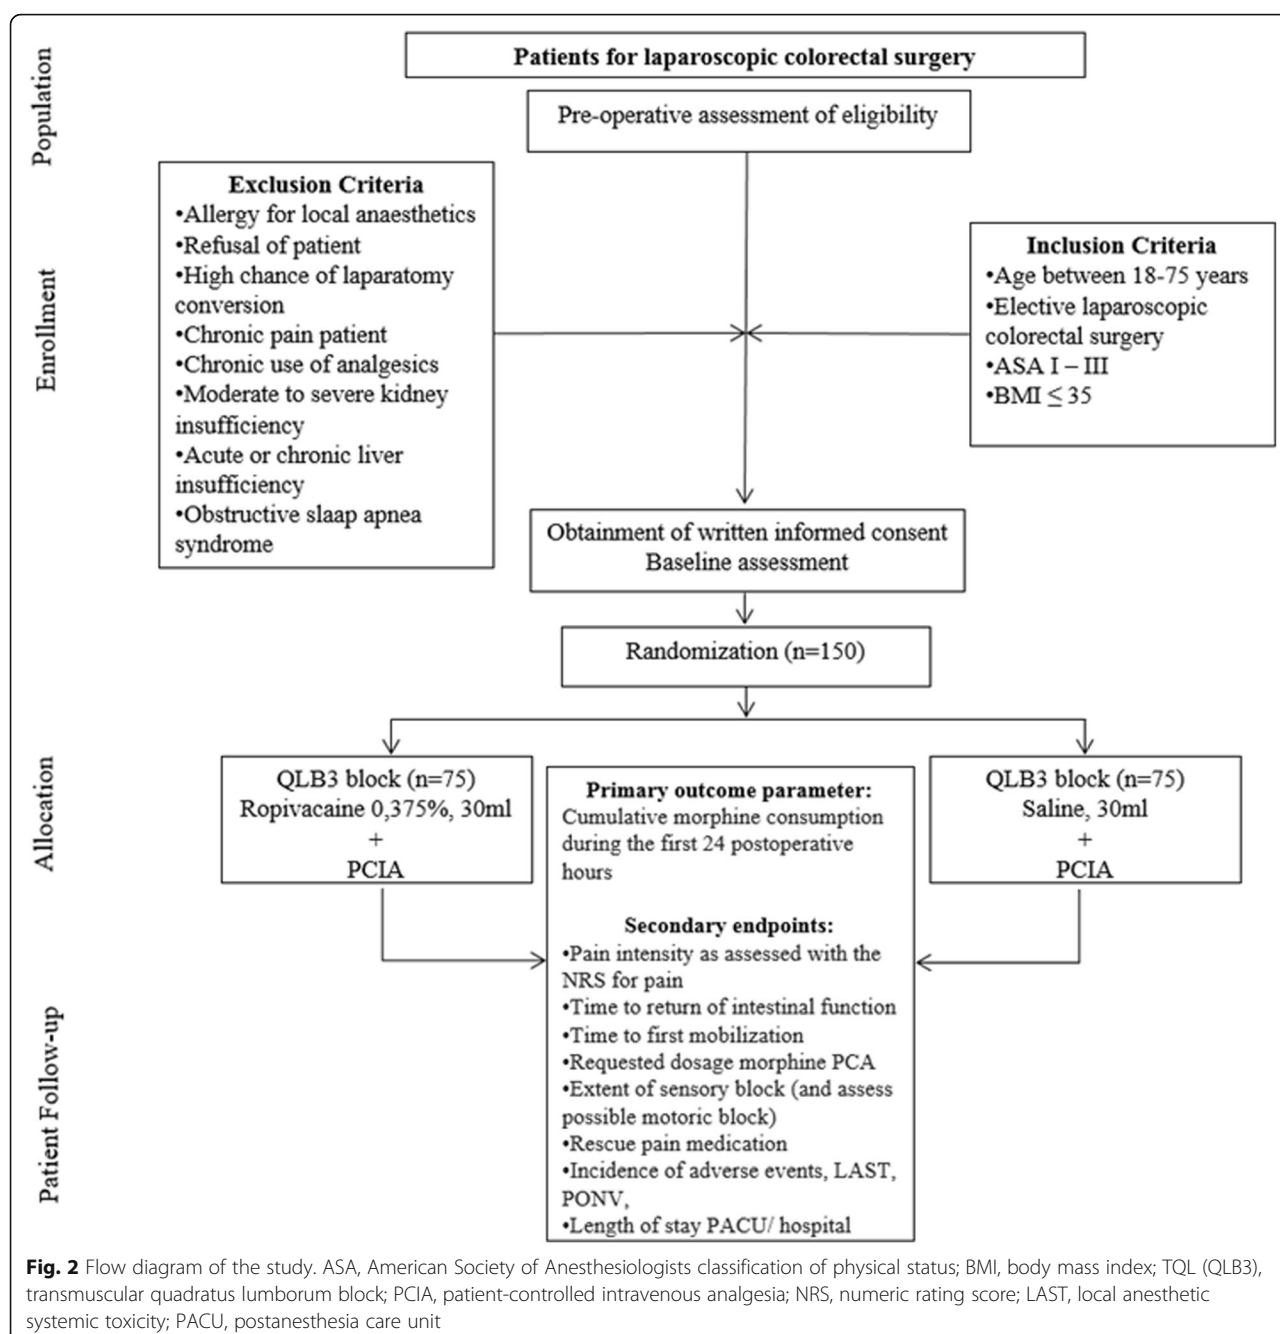 Population
Enrollment
Allocation
Patient Follow-up
Patients for laparoscopic colorectal surgery
Pre-operative assessment of eligibility
Exclusion Criteria
•Allergy for local anaesthetics
•Refusal of patient
•High chance of laparatomy
conversion
•Chronic pain patient
•Chronic use of analgesics
•Moderate to severe kidney
insufficiency
•Acute or chronic liver
insufficiency
•Obstructive slaap apnea
syndrome
Inclusion Criteria
•Age between 18-75 years
•Elective laparoscopic
colorectal surgery
•ASA I – III
•BMI ≤ 35
Obtainment of written informed consent
Baseline assessment
Randomization (n=150)
QLB3 block (n=75)
Ropivacaine 0,375%, 30ml
+
PCIA
Primary outcome parameter:
Cumulative morphine consumption
during the first 24 postoperative
hours
Secondary endpoints:
•Pain intensity as assessed with the
NRS for pain
•Time to return of intestinal function
•Time to first mobilization
•Requested dosage morphine PCA
•Extent of sensory block (and assess
possible motoric block)
•Rescue pain medication
•Incidence of adverse events, LAST,
PONV,
•Length of stay PACU/ hospital
QLB3 block (n=75)
Saline, 30ml
+
PCIA
Fig. 2 Flow diagram of the study. ASA, American Society of Anesthesiologists classification of physical status; BMI, body mass index; TQL (QLB3),
transmuscular quadratus lumborum block; PCIA, patient-controlled intravenous analgesia; NRS, numeric rating score; LAST, local anesthetic
systemic toxicity; PACU, postanesthesia care unit